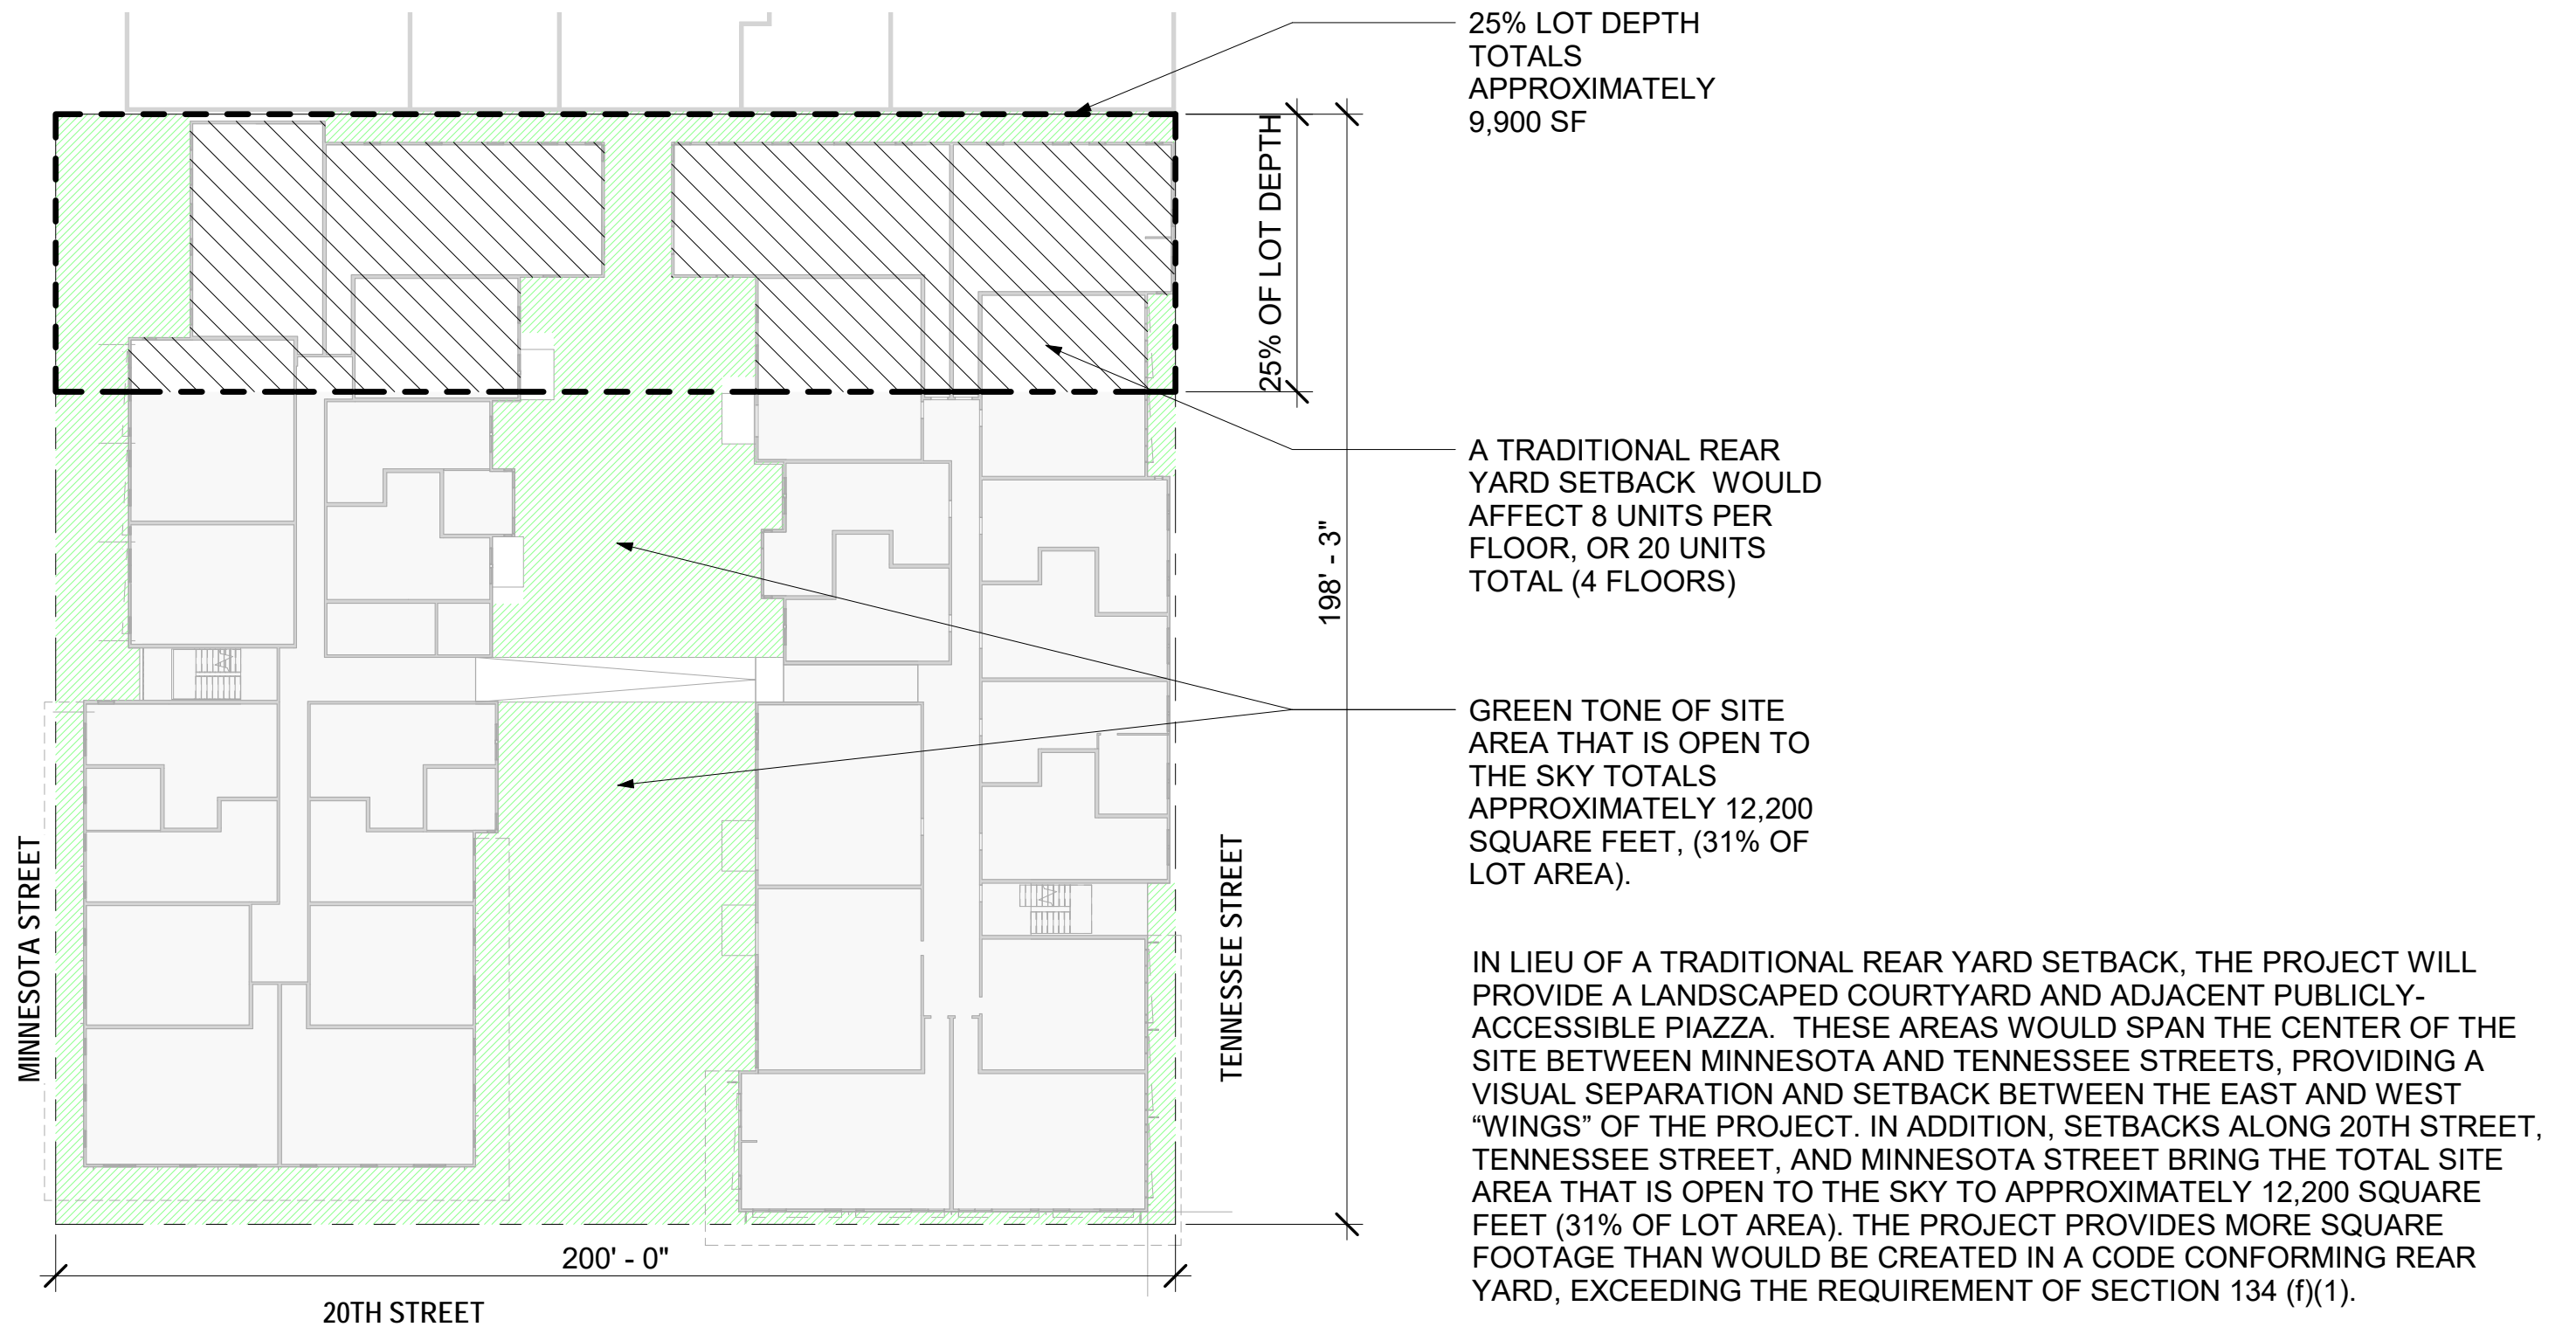 25% LOT DEPTH
TOTALS
APPROXIMATELY
9,900 SF
25% OF LOT DEPTH
A TRADITIONAL REAR
YARD SETBACK WOULD
AFFECT 8 UNITS PER
FLOOR, OR 20 UNITS
TOTAL (4 FLOORS)
198' - 3"
GREEN TONE OF SITE
AREA THAT IS OPEN TO
THE SKY TOTALS
APPROXIMATELY 12,200
SQUARE FEET, (31% OF
LOT AREA).
MINNESOTA STREET
TENNESSEE STREET
IN LIEU OF A TRADITIONAL REAR YARD SETBACK, THE PROJECT WILL
PROVIDE A LANDSCAPED COURTYARD AND ADJACENT PUBLICLY-
ACCESSIBLE PIAZZA. THESE AREAS WOULD SPAN THE CENTER OF THE
SITE BETWEEN MINNESOTA AND TENNESSEE STREETS, PROVIDING A
VISUAL SEPARATION AND SETBACK BETWEEN THE EAST AND WEST
“WINGS” OF THE PROJECT. IN ADDITION, SETBACKS ALONG 20TH STREET,
TENNESSEE STREET, AND MINNESOTA STREET BRING THE TOTAL SITE
AREA THAT IS OPEN TO THE SKY TO APPROXIMATELY 12,200 SQUARE
FEET (31% OF LOT AREA). THE PROJECT PROVIDES MORE SQUARE
FOOTAGE THAN WOULD BE CREATED IN A CODE CONFORMING REAR
YARD, EXCEEDING THE REQUIREMENT OF SECTION 134 (f)(1).
200' - 0"
20TH STREET